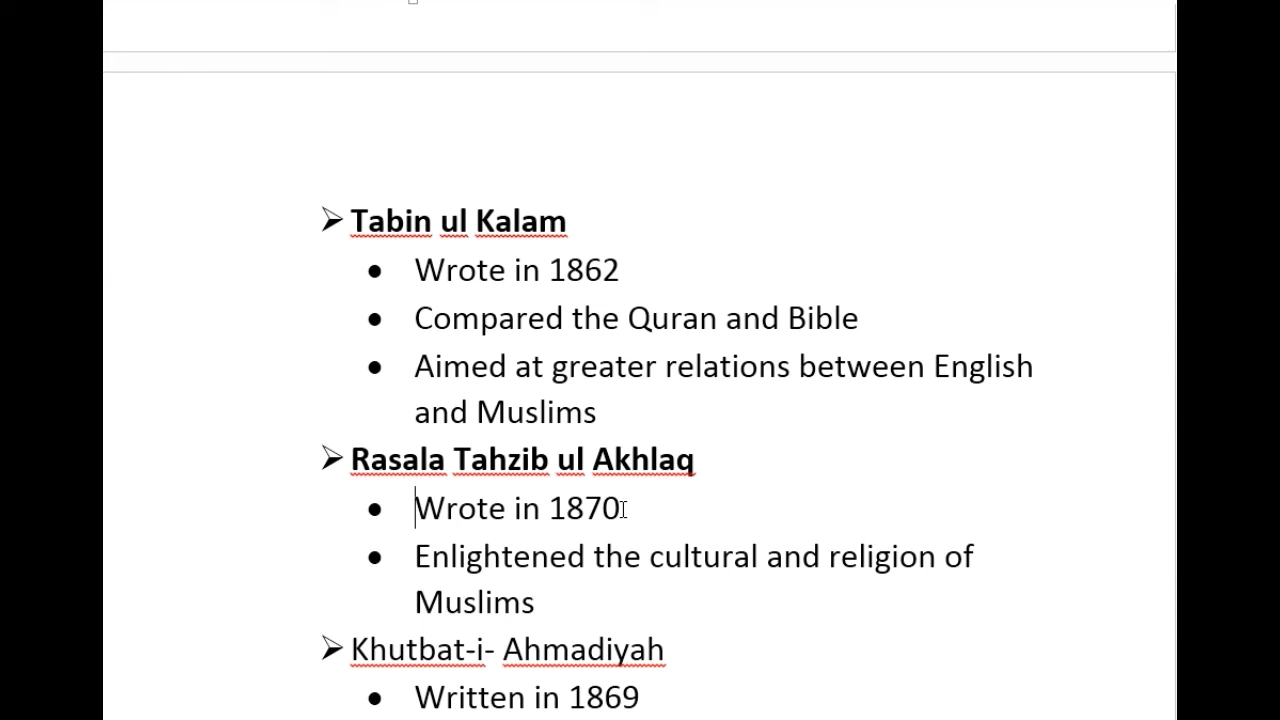 ➢ Tabin ul Kalam
• Wrote in 1862
• Compared the Quran and Bible
• Aimed at greater relations between English
and Muslims
➢ Rasala Tahzib ul Akhlaq
• Wrote in 1870
• Enlightened the cultural and religion of
Muslims
➢ Khutbat-i- Ahmadiyah
• Written in 1869